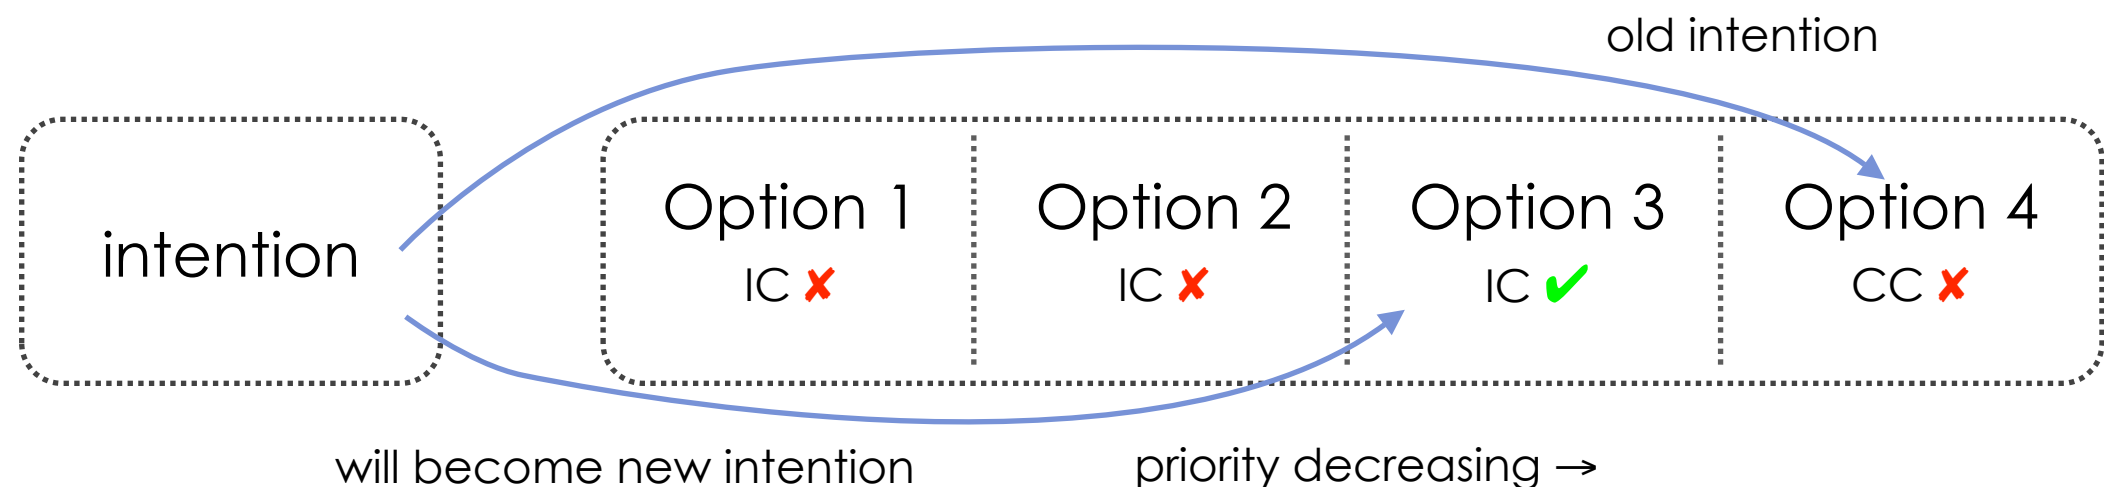 old intention
intention
Option 1
IC ✘
Option 2
IC ✘
Option 3
IC ✔
Option 4
CC ✘
will become new intention
priority decreasing →